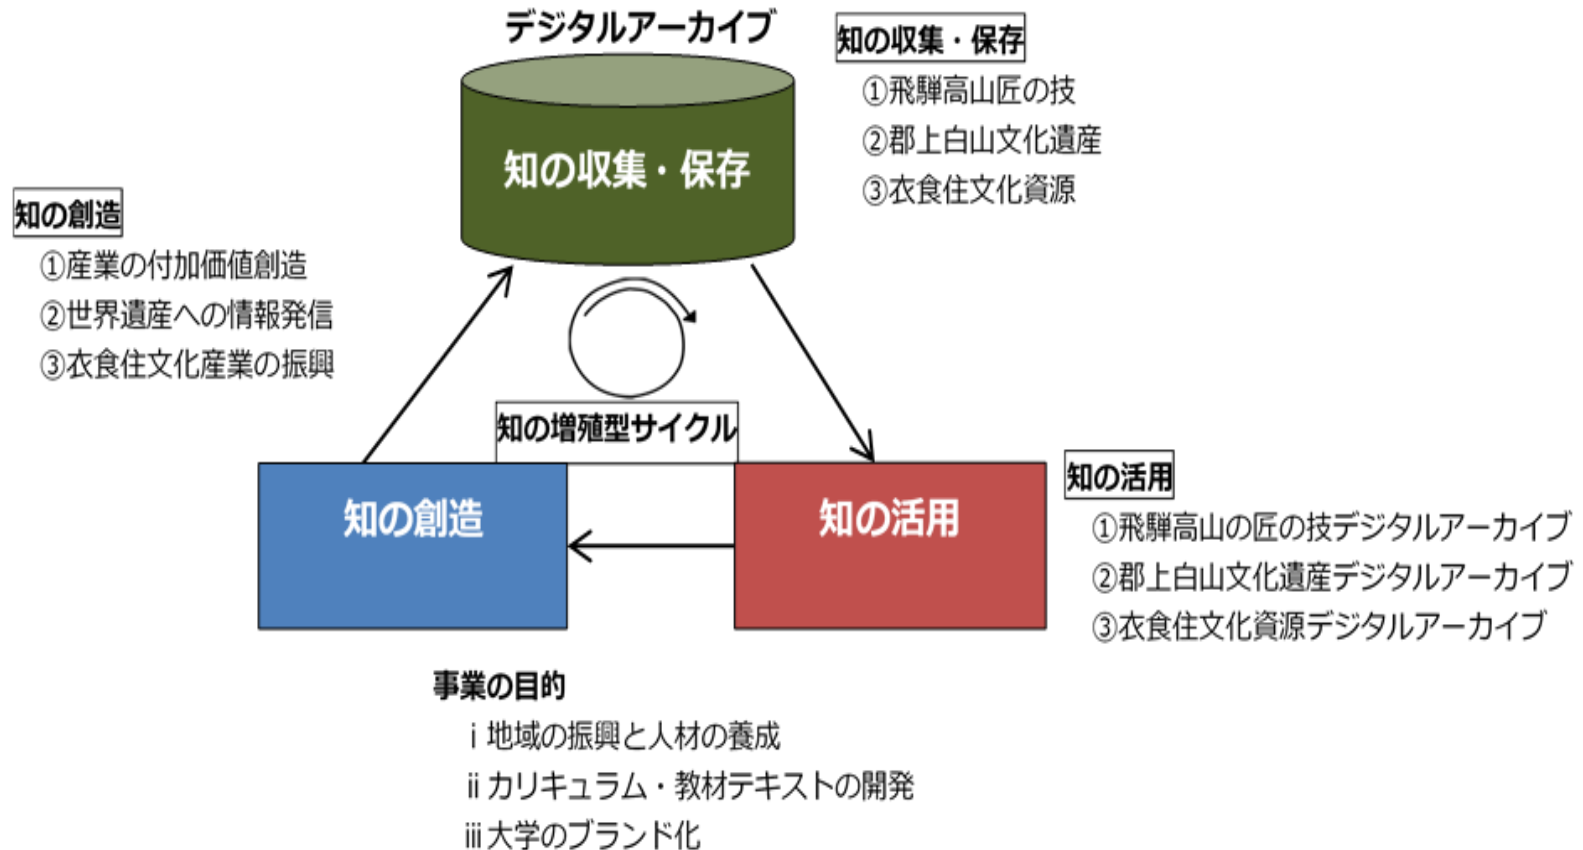 デジタルアーカイブ
知の収集・保存
知の収集・保存
①飛騨高山匠の技
②郡上白山文化遺産
③衣食住文化資源
知の創造
①産業の付加価値創造
②世界遺産への情報発信
③衣食住文化産業の振興
知の増殖型サイクル
知の創造
知の活用
知の活用
①飛騨高山の匠の技デジタルアーカイブ
②郡上白山文化遺産デジタルアーカイブ
③衣食住文化資源デジタルアーカイブ
事業の目的
ⅰ 地域の振興と人材の養成
ⅱ カリキュラム・教材テキストの開発
ⅲ 大学のブランド化